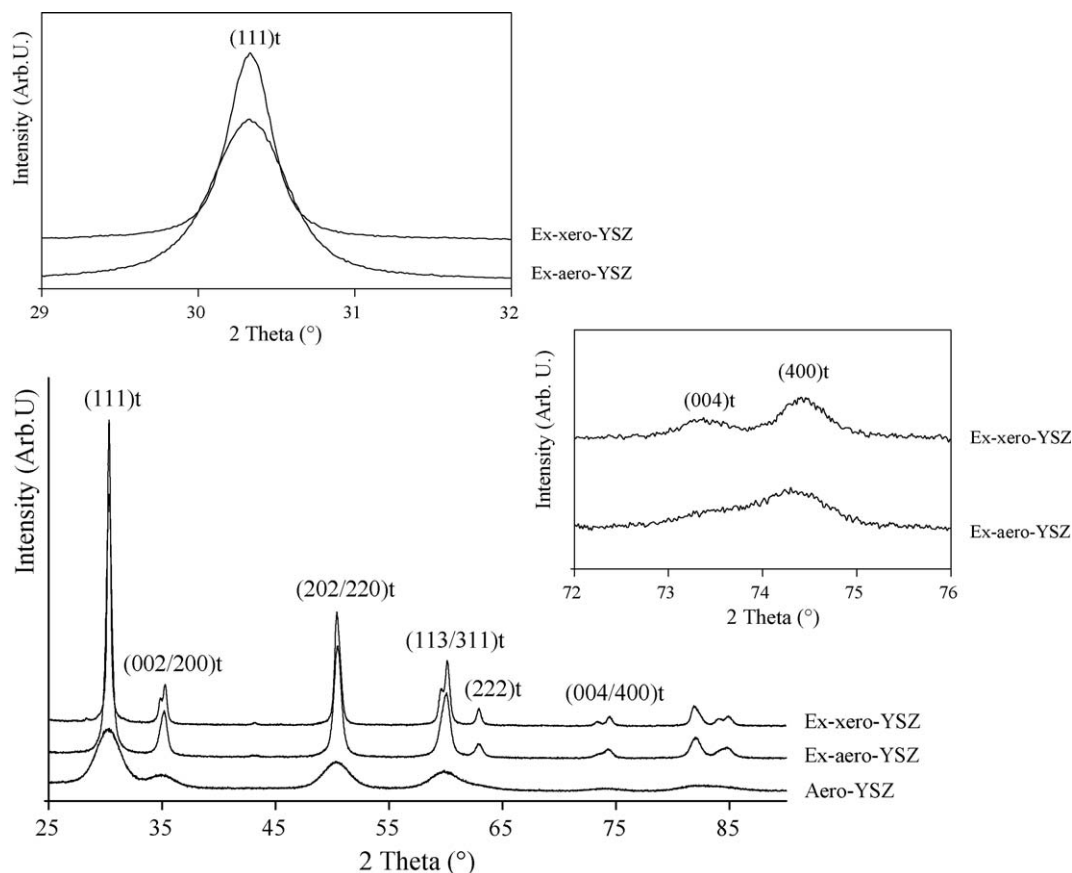 (111)t
Intensity (Arb.U.)
Ex-xero-YSZ
Ex-aero-YSZ
29 30 31 32
2 Theta (°)
(004)t
(400)t
Intensity (Arb. U.)
Ex-xero-YSZ
Ex-aero-YSZ
72 73 74 75 76
2 Theta (°)
(111)t
Intensity (Arb.U)
(002/200)t
(202/220)t
(113/311)t
(222)t
(004/400)t
Ex-xero-YSZ
Ex-aero-YSZ
Aero-YSZ
25 35 45 55 65 75 85
2 Theta (°)